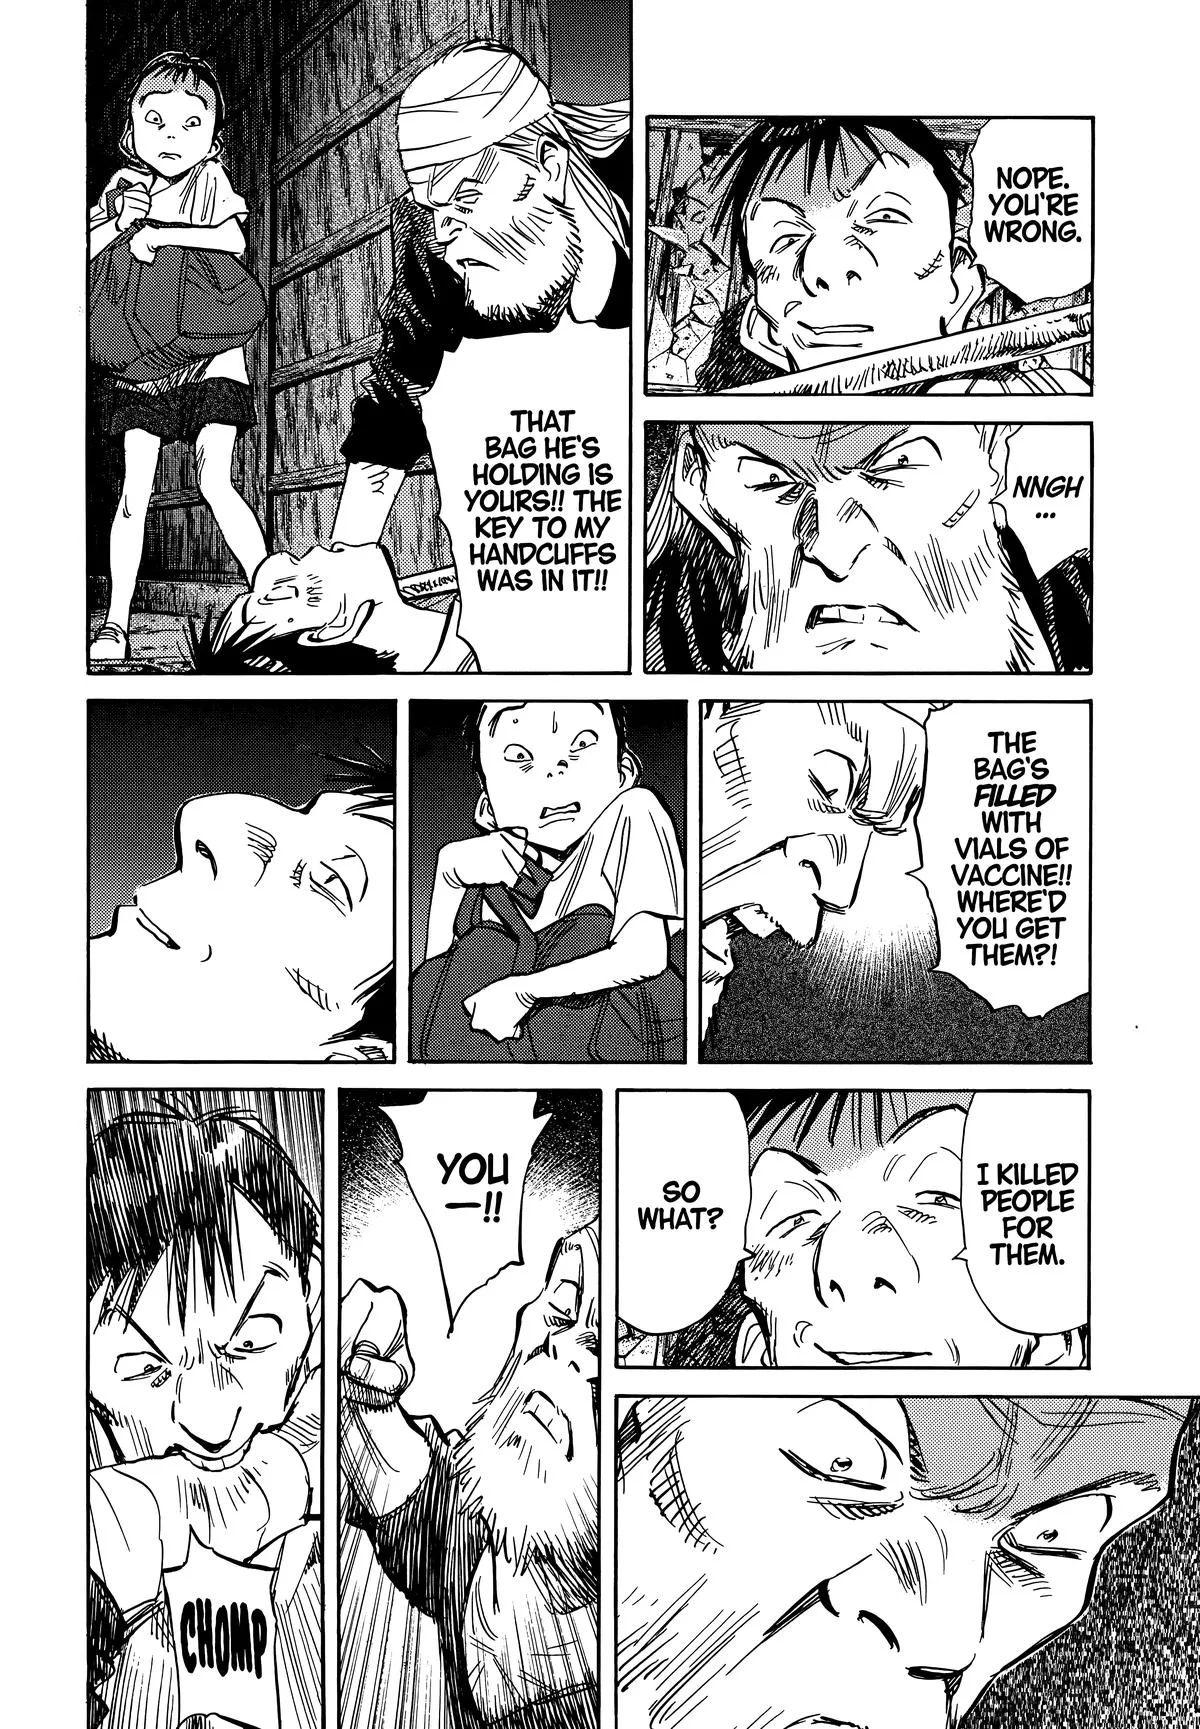 NOPE.
YOU'RE
WRONG.
THAT
BAG HE'S
HOLDING IS
YOURS!! THE
KEY TO MY
HANDCLIFFS
WAS IN IT!!
NNGH
...
THE
BAG'S
FILLED
WITH
VIALS OF
VACCINE!!
WHERE'D
YOU GET
THEM?!
I KILLED
PEOPLE
FOR
THEM.
SO
WHAT?
YOU
—!!
CHOMP